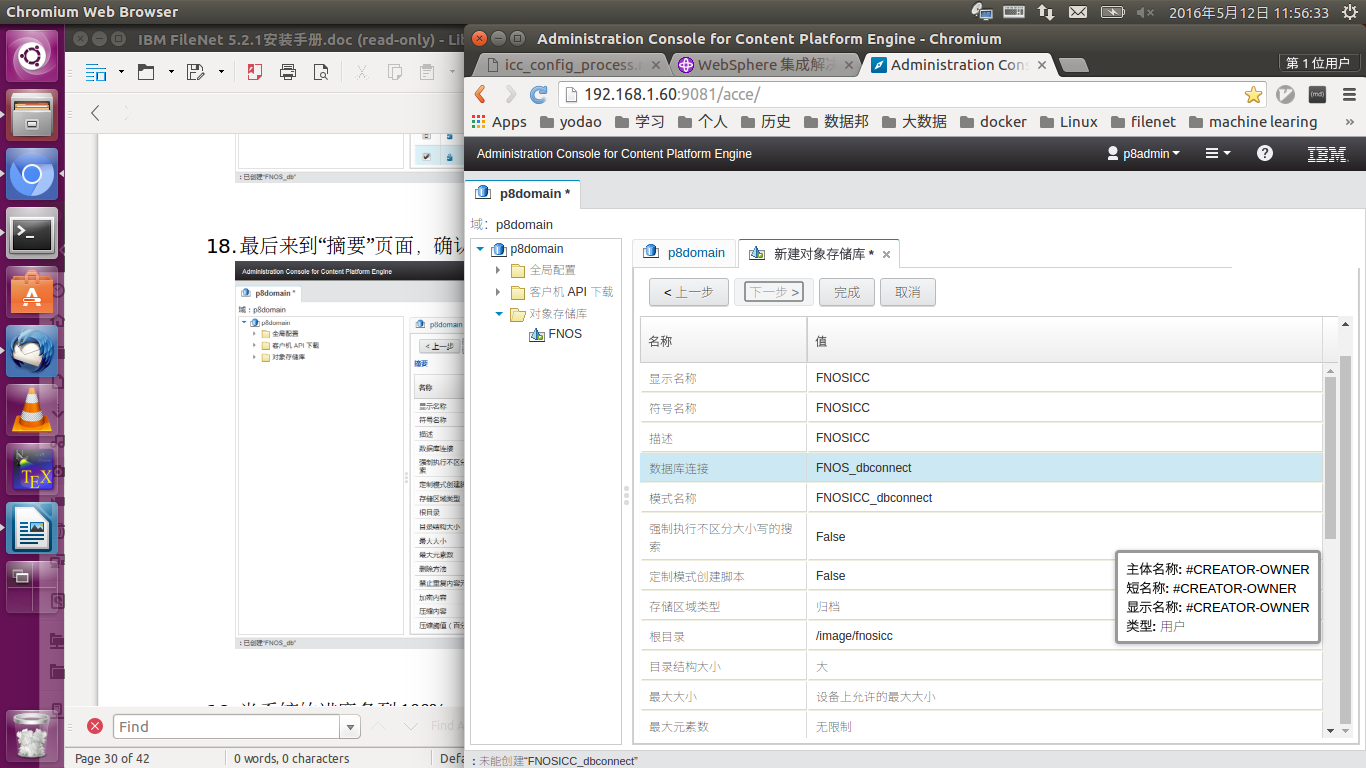 Chromium Web Browser
2016年5月12日 11:56:33
IBM FileNet 5.2.1安装手册.doc (read-only) - Lib
Administration Console for Content Platform Engine - Chromium
icc_config_process.
WebSphere 集成解决
Administration Cons
第 1 位用户
192.168.1.60:9081/acce/
Apps
yodao
学习
个人
历史
数据邦
大数据
docker
Linux
filenet
machine learing
»
Administration Console for Content Platform Engine
p8admin
IBM
p8domain *
域: p8domain
p8domain
全局配置
客户机 API 下载
对象存储库
FNOS
p8domain
新建对象存储库 *
< 上一步
下一步 >
完成
取消
名称
值
显示名称
FNOSICC
符号名称
FNOSICC
描述
FNOSICC
数据库连接
FNOS_dbconnect
模式名称
FNOSICC_dbconnect
强制执行不区分大小写的搜
索
False
定制模式创建脚本
False
存储区域类型
归档
根目录
/image/fnosicc
目录结构大小
大
最大大小
设备上允许的最大大小
最大元素数
无限制
主体名称: #CREATOR-OWNER
短名称: #CREATOR-OWNER
显示名称: #CREATOR-OWNER
类型: 用户
: 未能创建"FNOSICC_dbconnect"
: 已创建"FNOS_db"
18. 最后来到“摘要”页面，确认
Administration Console for Content Platform Engine
p8domain *
域 : p8domain
p8domain
全局配置
客户机 API 下载
对象存储库
p8domain
< 上一步
摘要
名称
显示名称
符号名称
描述
数据库连接
强制执行不区分
索
定制模式创建脚
存储区域类型
根目录
目录结构大小
最大大小
最大元素数
删除方法
禁止重复内容元
加密内容
压缩内容
压缩阈值（百分
: 已创建"FNOS_db"
Find
Find A
Page 30 of 42
0 words, 0 characters
Defa